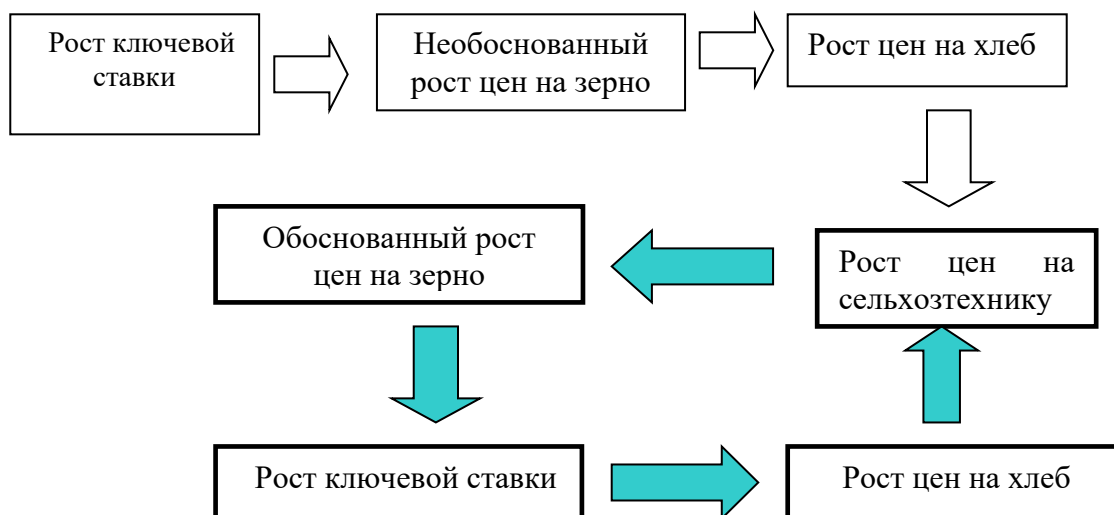 Рост ключевой
ставки
Необоснованный
рост цен на зерно
Рост цен на хлеб
Рост цен на
сельхозтехнику
Обоснованный рост
цен на зерно
Рост ключевой ставки
Рост цен на хлеб